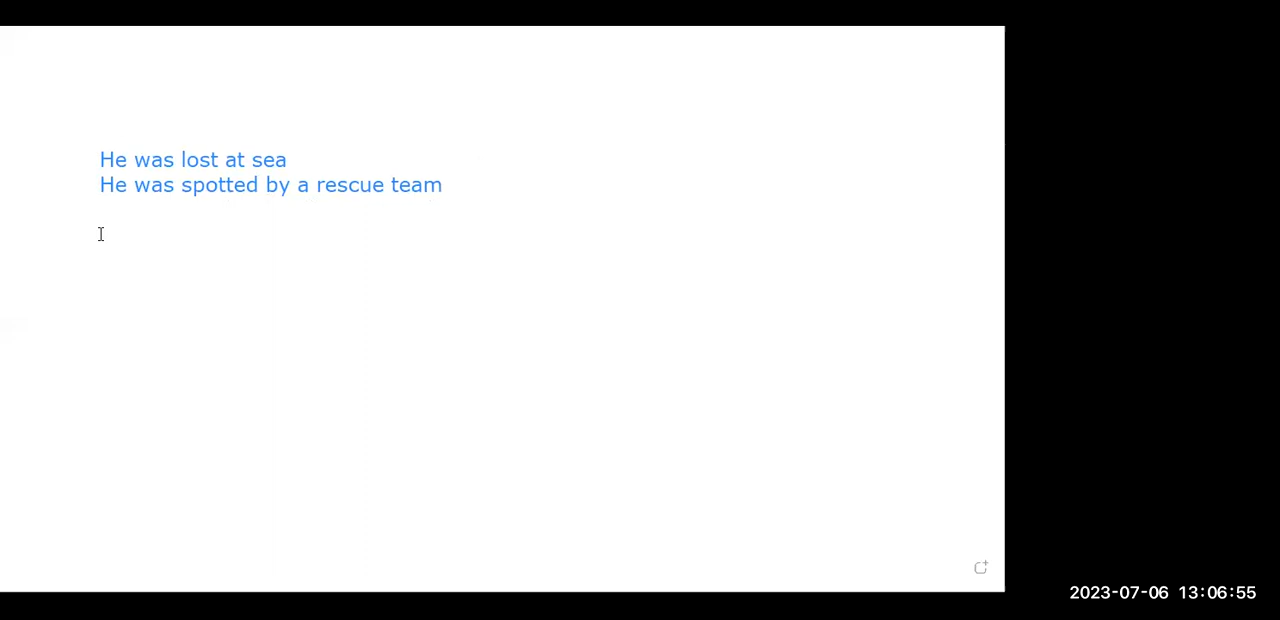 He was lost at sea
He was spotted by a rescue team
2023-07-06 13:06:55